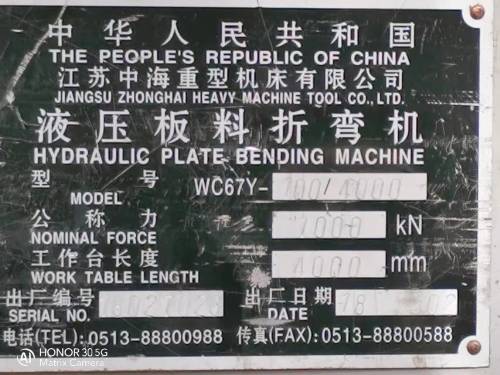 中华人民共和国
THE PEOPLE'S REPUBLIC OF CHINA
江苏中海重型机床有限公司
JIANGSU ZHONGHAI HEAVY MACHINE TOOL CO., LTD.
液压板料折弯机
HYDRAULIC PLATE BENDING MACHINE
型 号 WC67Y-100/4000
MODEL
公 称 力 1000 kN
NOMINAL FORCE
工作台长度 4000 mm
WORK TABLE LENGTH
出厂编号 出厂日期
SERIAL NO. DATE 18
电话(TEL): 0513-88800988 传真(FAX): 0513-88800588
HONOR 30 5G
Matrix Camera